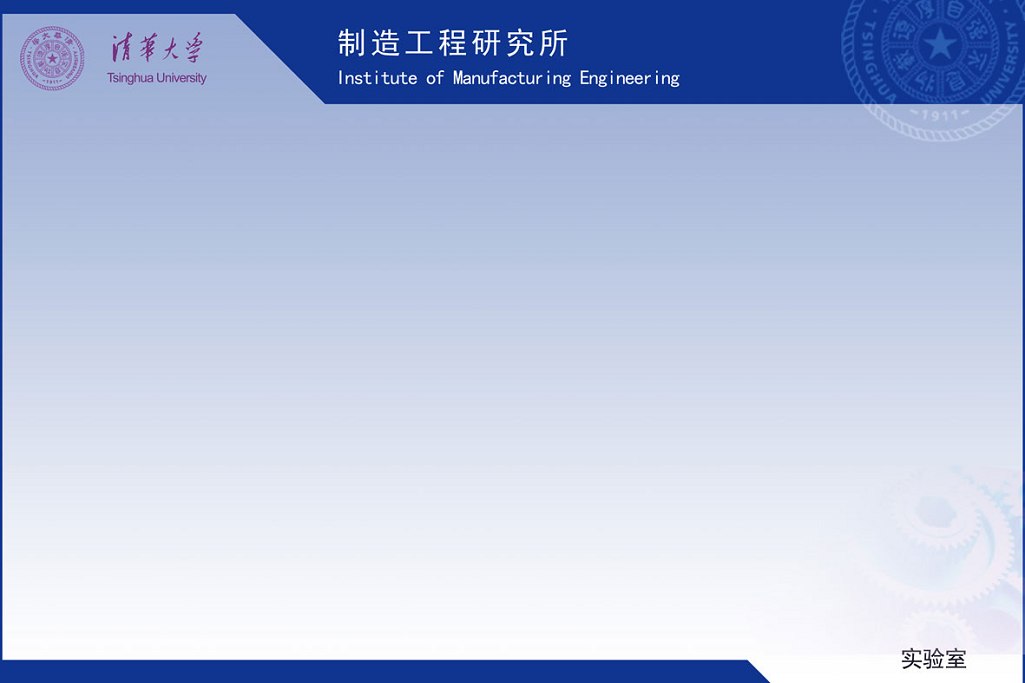 清華大学
Tsinghua University
制造工程研究所
Institute of Manufacturing Engineering
TSINGHUA UNIVERSITY
-1911-
实验室